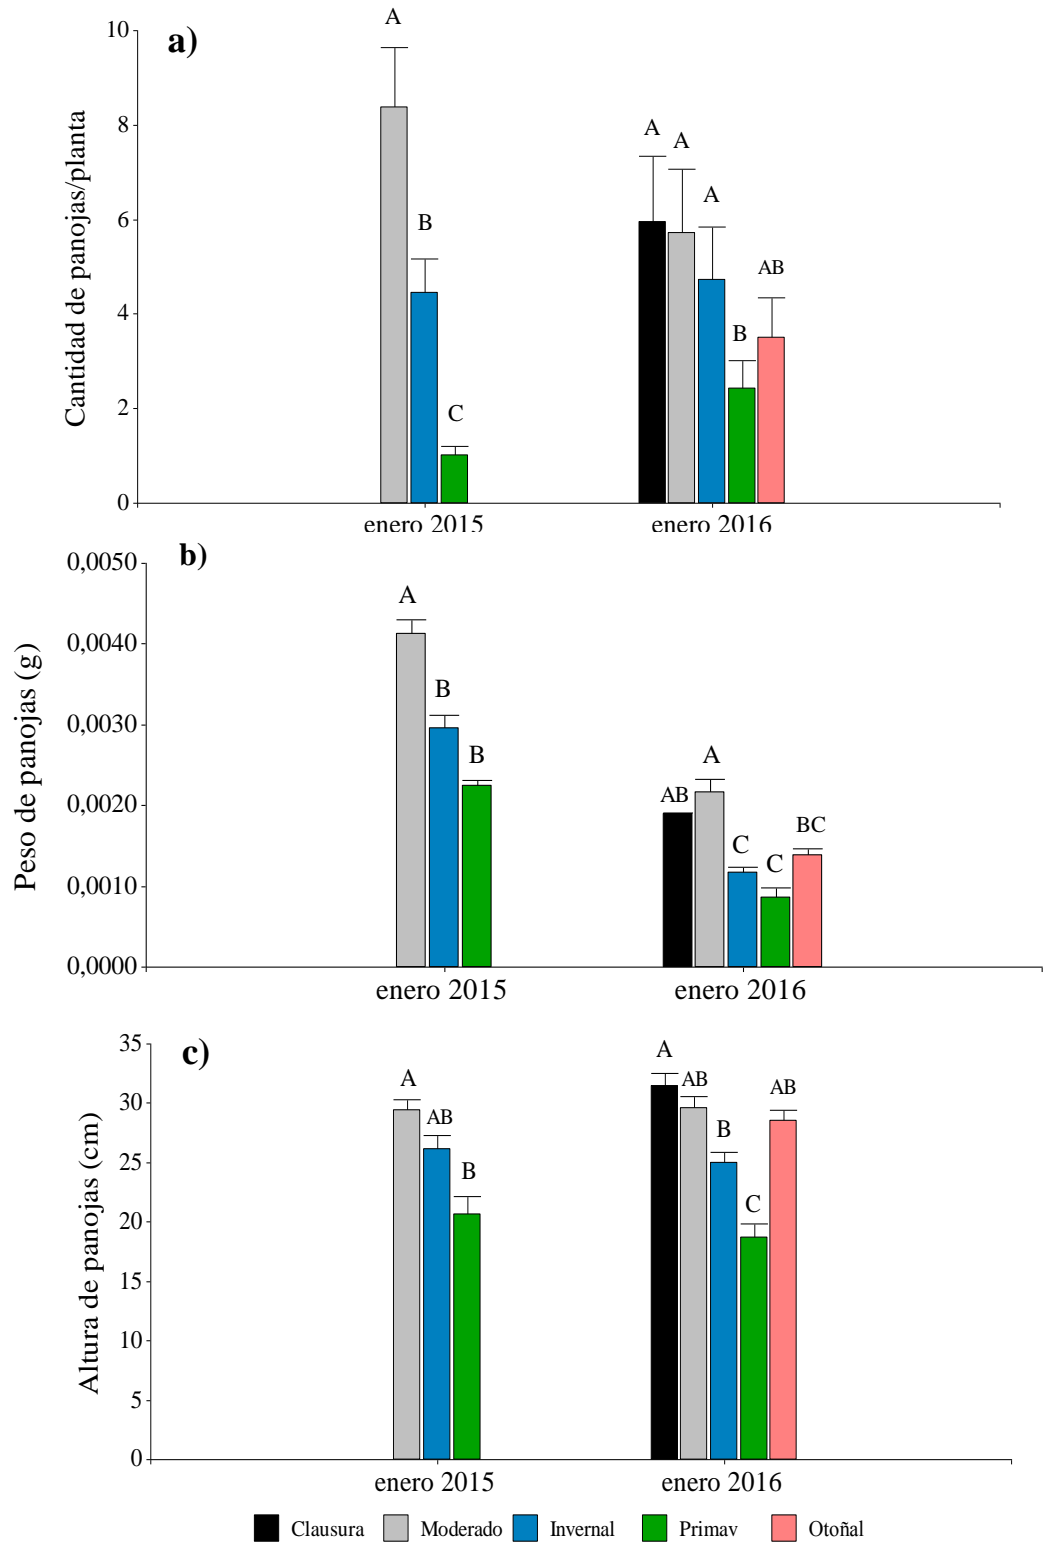 a)
Cantidad de panojas/planta
10
8
6
4
2
0
A
B
C
A
A
A
B
AB
enero 2015
enero 2016
b)
Peso de panojas (g)
0,0050
0,0040
0,0030
0,0020
0,0010
0,0000
A
B
B
AB
A
C
C
BC
enero 2015
enero 2016
c)
Altura de panojas (cm)
35
30
25
20
15
10
5
0
A
AB
B
A
AB
B
C
AB
enero 2015
enero 2016
Clausura
Moderado
Invernal
Primav
Otoñal